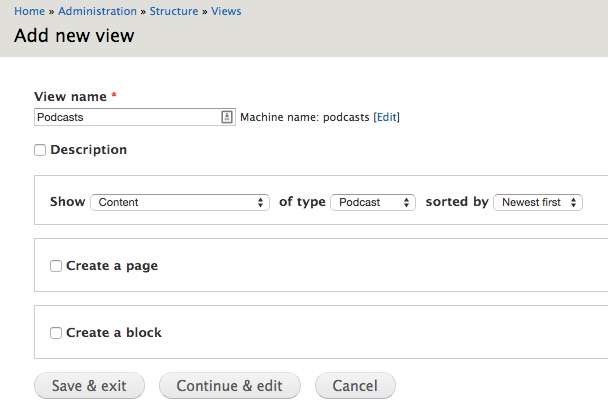 Home » Administration » Structure » Views
Add new view
View name *
Podcasts Machine name: podcasts [Edit]
Description
Show Content of type Podcast sorted by Newest first
Create a page
Create a block
Save & exit Continue & edit Cancel